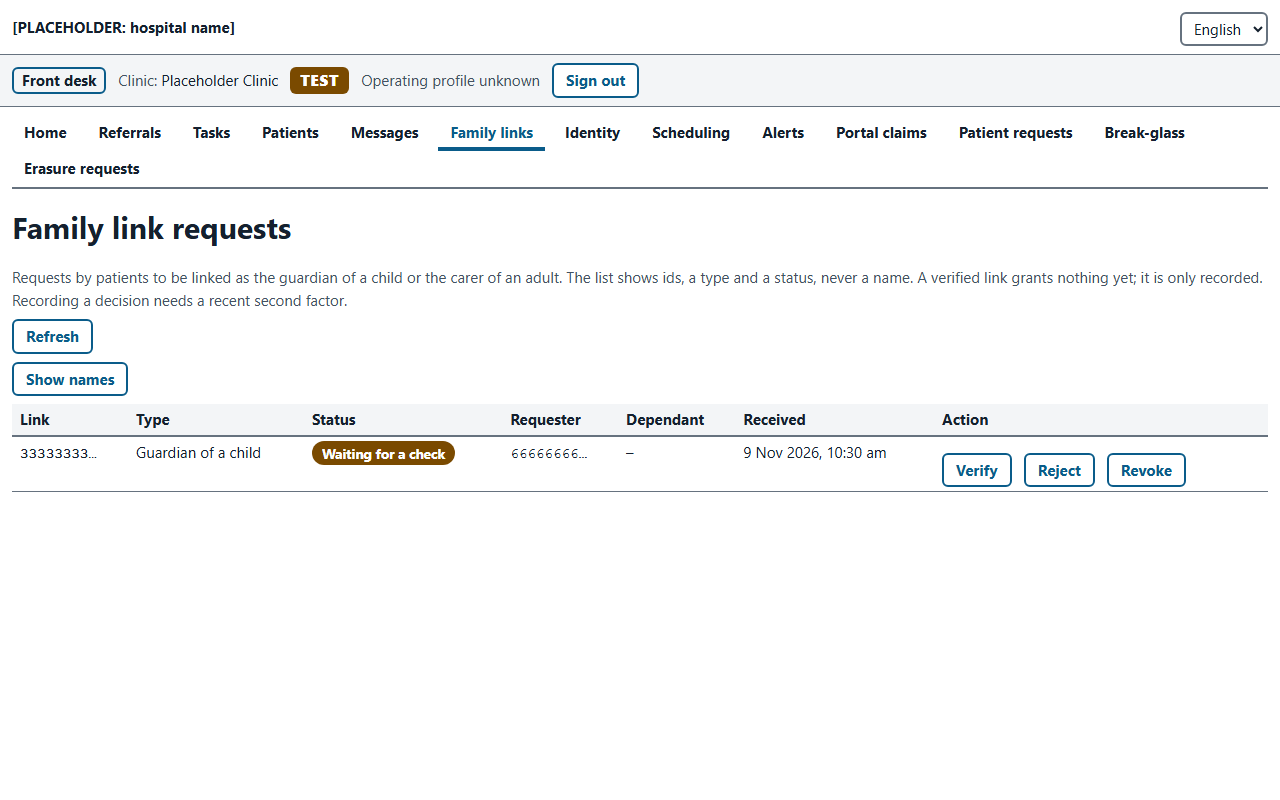 [PLACEHOLDER: hospital name]
English
Front desk Clinic: Placeholder Clinic TEST Operating profile unknown Sign out
Home Referrals Tasks Patients Messages Family links Identity Scheduling Alerts Portal claims Patient requests Break-glass
Erasure requests
Family link requests
Requests by patients to be linked as the guardian of a child or the carer of an adult. The list shows ids, a type and a status, never a name. A verified link grants nothing yet; it is only recorded.
Recording a decision needs a recent second factor.
Refresh
Show names
Link Type Status Requester Dependant Received Action
33333333… Guardian of a child Waiting for a check 66666666… – 9 Nov 2026, 10:30 am Verify Reject Revoke